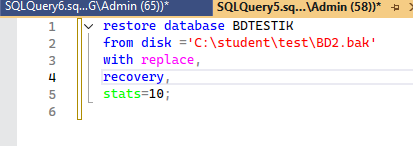 SQLQuery6.sq...G\Admin (65))*
SQLQuery5.sq...\Admin (58))*
1 restore database BDTESTIK
2 from disk ='C:\student\test\BD2.bak'
3 with replace,
4 recovery,
5 stats=10;
6